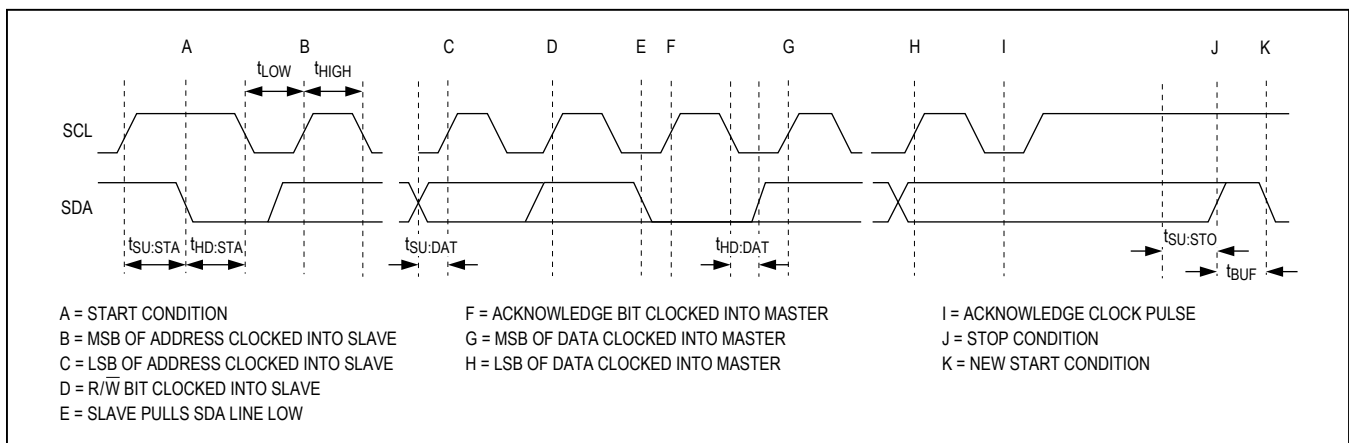 A B C D E F G H I J K
tLOW tHIGH
SCL
SDA
tSU:STA tHD:STA tSU:DAT tHD:DAT tSU:STO
tBUF
A = START CONDITION
B = MSB OF ADDRESS CLOCKED INTO SLAVE
C = LSB OF ADDRESS CLOCKED INTO SLAVE
D = R/W̅ BIT CLOCKED INTO SLAVE
E = SLAVE PULLS SDA LINE LOW
F = ACKNOWLEDGE BIT CLOCKED INTO MASTER
G = MSB OF DATA CLOCKED INTO MASTER
H = LSB OF DATA CLOCKED INTO MASTER
I = ACKNOWLEDGE CLOCK PULSE
J = STOP CONDITION
K = NEW START CONDITION